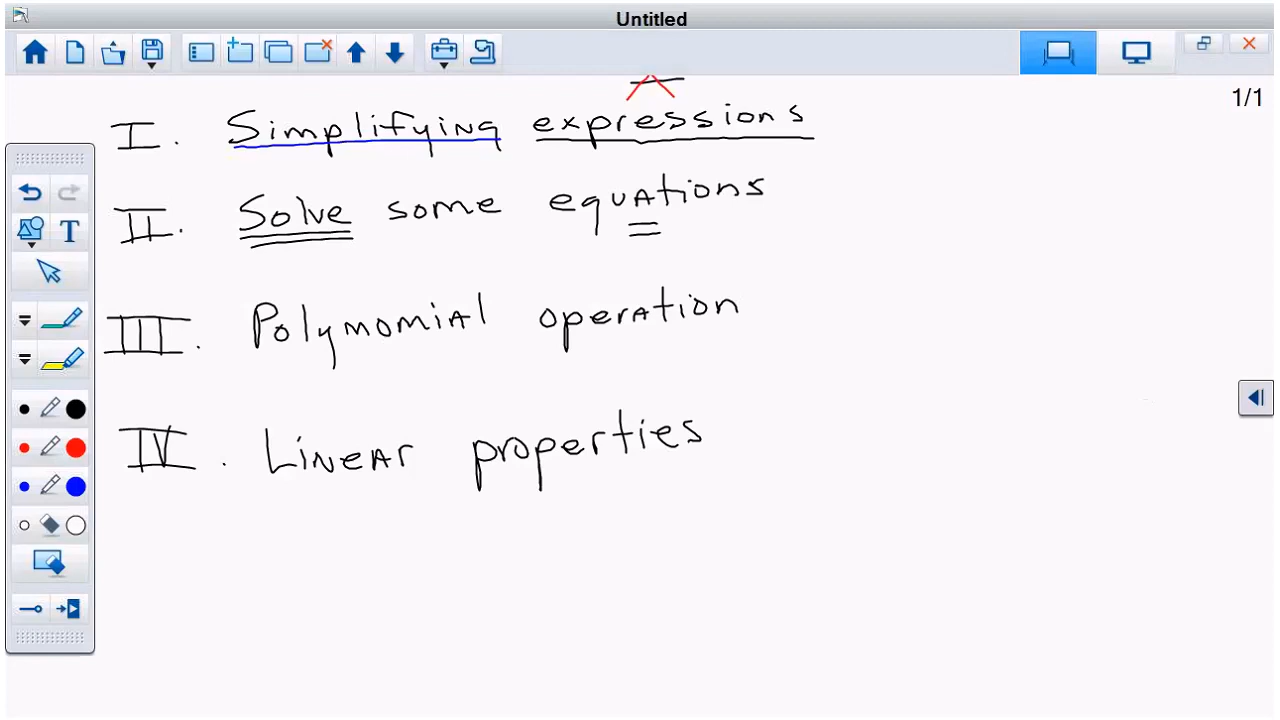 Untitled
1/1
I. Simplifying expressions
II. Solve some equations
III. Polymomial operation
IV. Linear properties
T